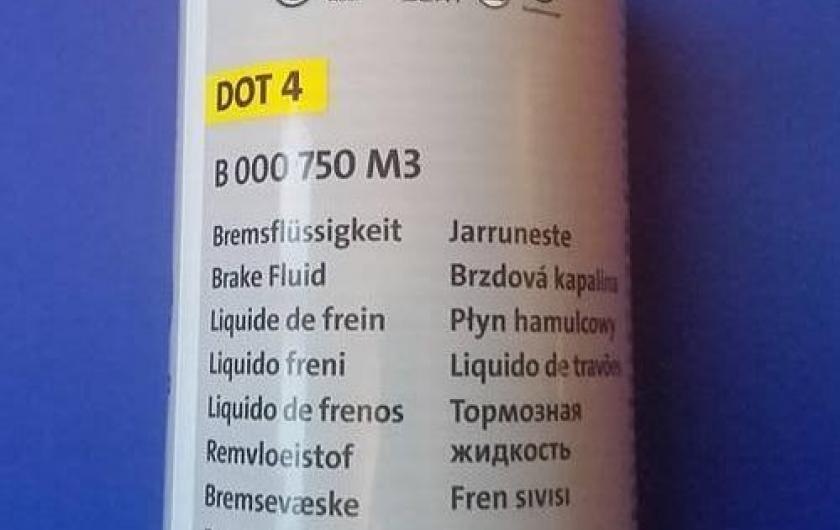 DOT 4
B 000 750 M3
Bremsflüssigkeit
Brake Fluid
Liquide de frein
Liquido freni
Liquido de frenos
Remvloeistof
Bremsevæske
Jarruneste
Brzdová kapalina
Płyn hamulcowy
Liquido de travões
Тормозная
жидкость
Fren sıvısı